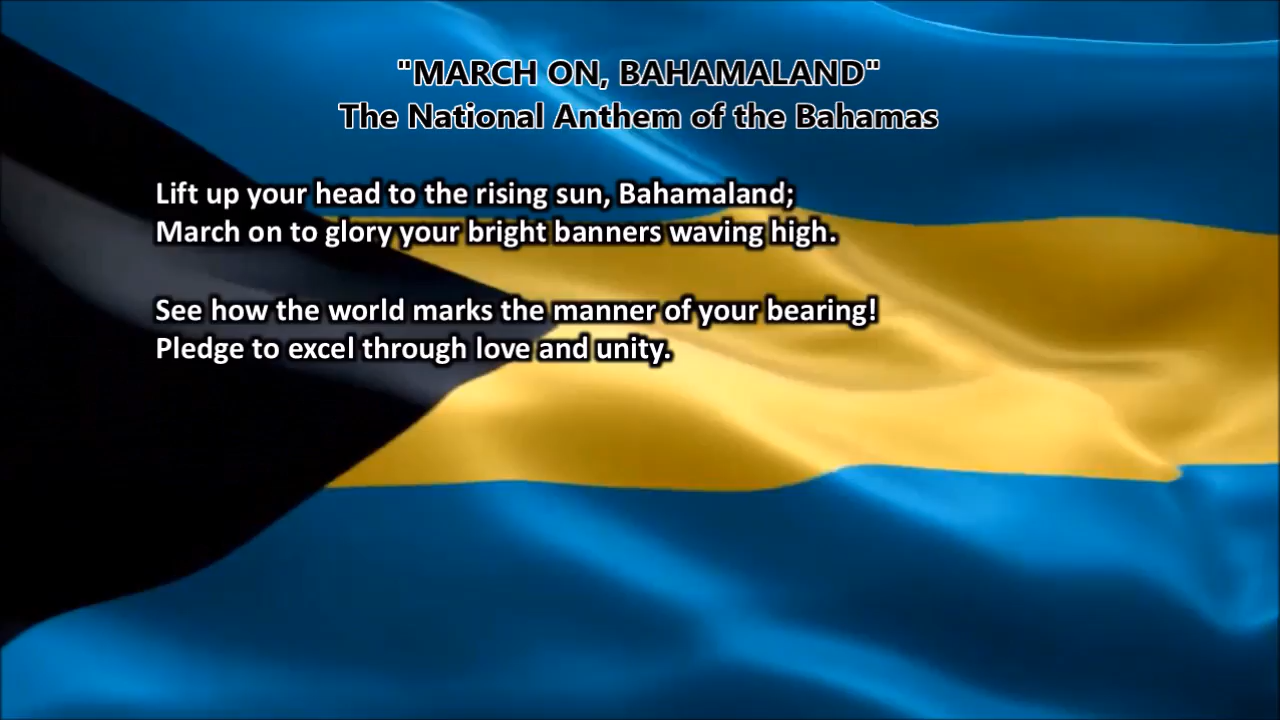 "MARCH ON, BAHAMALAND"
The National Anthem of the Bahamas
Lift up your head to the rising sun, Bahamaland;
March on to glory your bright banners waving high.
See how the world marks the manner of your bearing!
Pledge to excel through love and unity.